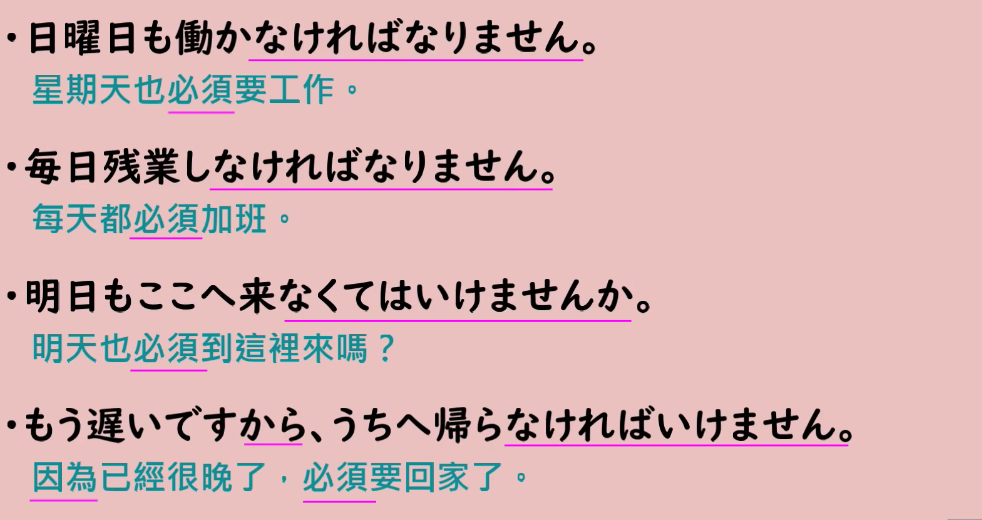 ・日曜日も働かなければなりません。
星期天也必須要工作。
・毎日残業しなければなりません。
每天都必須加班。
・明日もここへ来なくてはいけませんか。
明天也必須到這裡來嗎？
・もう遅いですから、うちへ帰らなければいけません。
因為已經很晚了，必須要回家了。